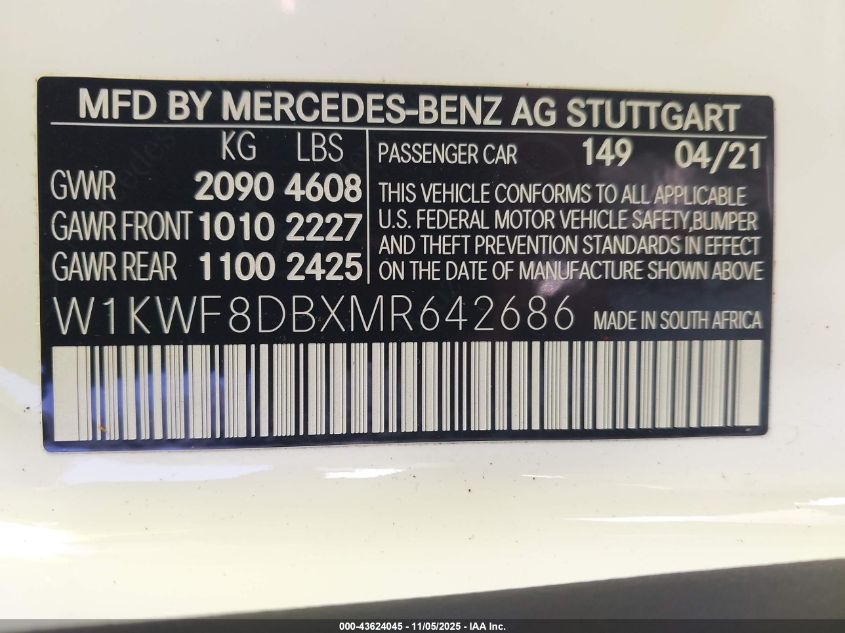 MFD BY MERCEDES-BENZ AG STUTTGART
KG LBS
GVWR 2090 4608
GAWR FRONT 1010 2227
GAWR REAR 1100 2425
PASSENGER CAR 149 04/21
THIS VEHICLE CONFORMS TO ALL APPLICABLE
U.S. FEDERAL MOTOR VEHICLE SAFETY,BUMPER
AND THEFT PREVENTION STANDARDS IN EFFECT
ON THE DATE OF MANUFACTURE SHOWN ABOVE
W1KWF8DBXMR642686 MADE IN SOUTH AFRICA
000-43624045 - 11/05/2025 - IAA Inc.